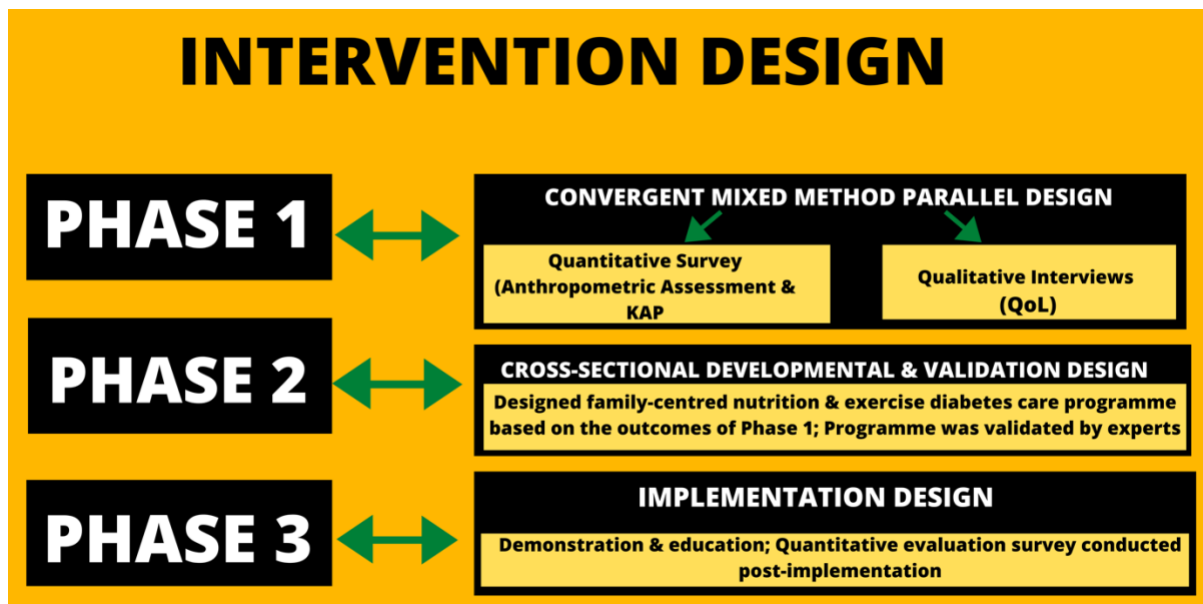 INTERVENTION DESIGN
PHASE 1
CONVERGENT MIXED METHOD PARALLEL DESIGN
Quantitative Survey
(Anthropometric Assessment &
KAP
Qualitative Interviews
(QoL)
PHASE 2
CROSS-SECTIONAL DEVELOPMENTAL & VALIDATION DESIGN
Designed family-centred nutrition & exercise diabetes care programme
based on the outcomes of Phase 1; Programme was validated by experts
PHASE 3
IMPLEMENTATION DESIGN
Demonstration & education; Quantitative evaluation survey conducted
post-implementation